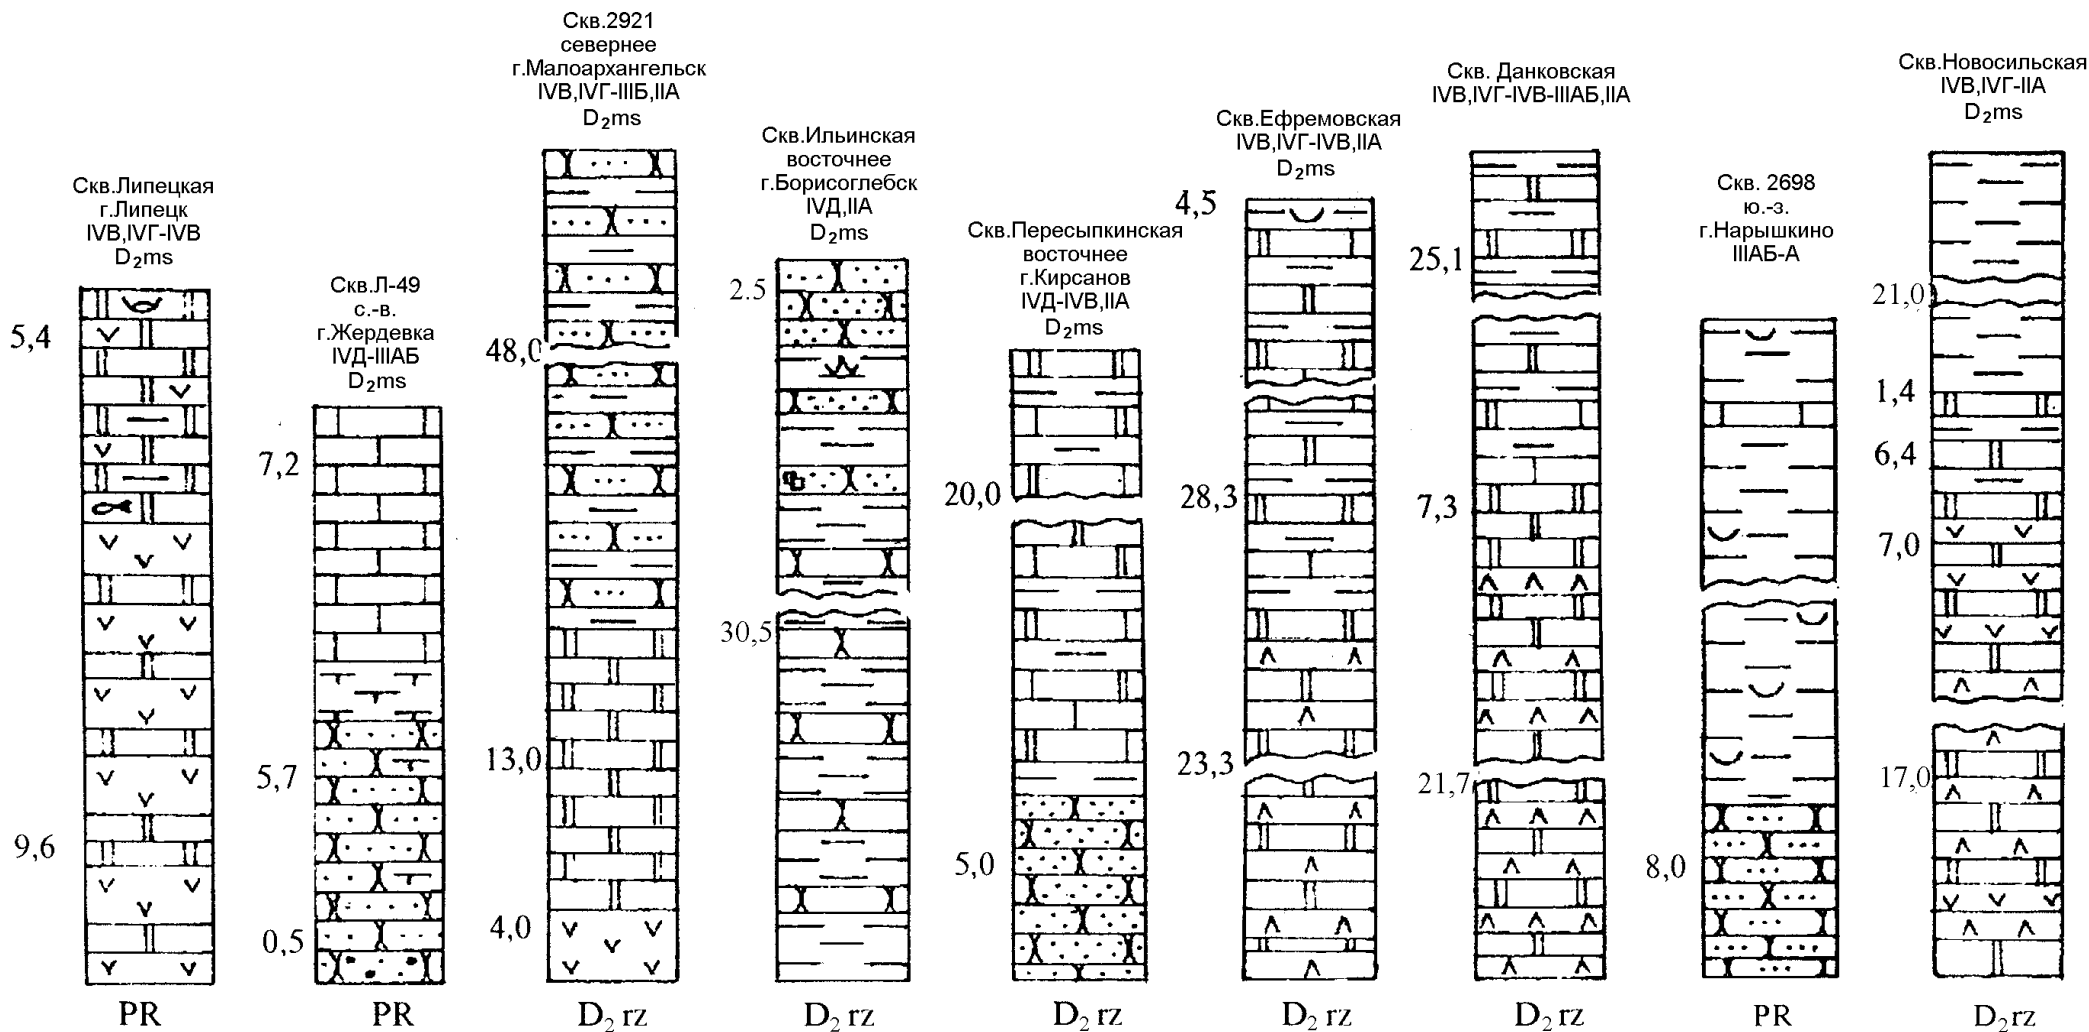 Скв.Липецкая
г.Липецк
IVВ,IVГ-IVВ
D₂ms
5,4
9,6
PR
Скв.Л-49
с.-в.
г.Жердевка
IVД-IIIАБ
D₂ms
7,2
5,7
0,5
PR
Скв.2921
севернее
г.Малоархангельск
IVВ,IVГ-IIIБ,IIА
D₂ms
48,0
13,0
4,0
D₂ rz
Скв.Ильинская
восточнее
г.Борисоглебск
IVД,IIА
D₂ms
2.5
30,5
D₂ rz
Скв.Пересыпкинская
восточнее
г.Кирсанов
IVД-IVВ,IIА
D₂ms
20,0
5,0
D₂ rz
Скв.Ефремовская
IVВ,IVГ-IVВ,IIА
D₂ms
4,5
28,3
23,3
D₂ rz
Скв. Данковская
IVВ,IVГ-IVВ-IIIАБ,IIА
25,1
7,3
21,7
D₂ rz
Скв. 2698
ю.-з.
г.Нарышкино
IIIАБ-А
8,0
PR
Скв.Новосильская
IVВ,IVГ-IIА
D₂ms
21,0
1,4
6,4
7,0
17,0
D₂rz